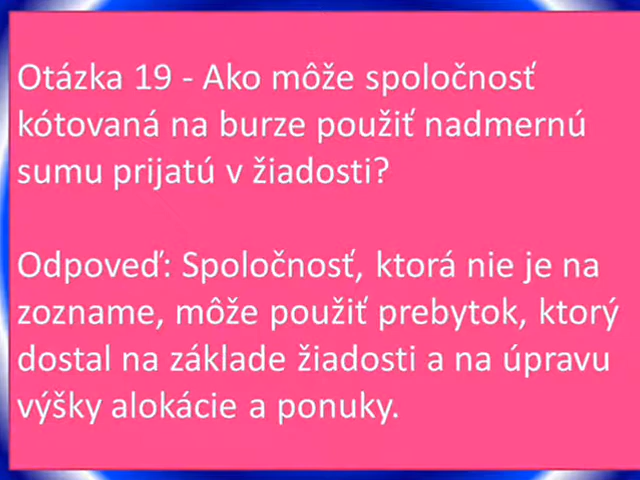 Otázka 19 - Ako môže spoločnosť
kótovaná na burze použiť nadmernú
sumu prijatú v žiadosti?
Odpoveď: Spoločnosť, ktorá nie je na
zozname, môže použiť prebytok, ktorý
dostal na základe žiadosti a na úpravu
výšky alokácie a ponuky.